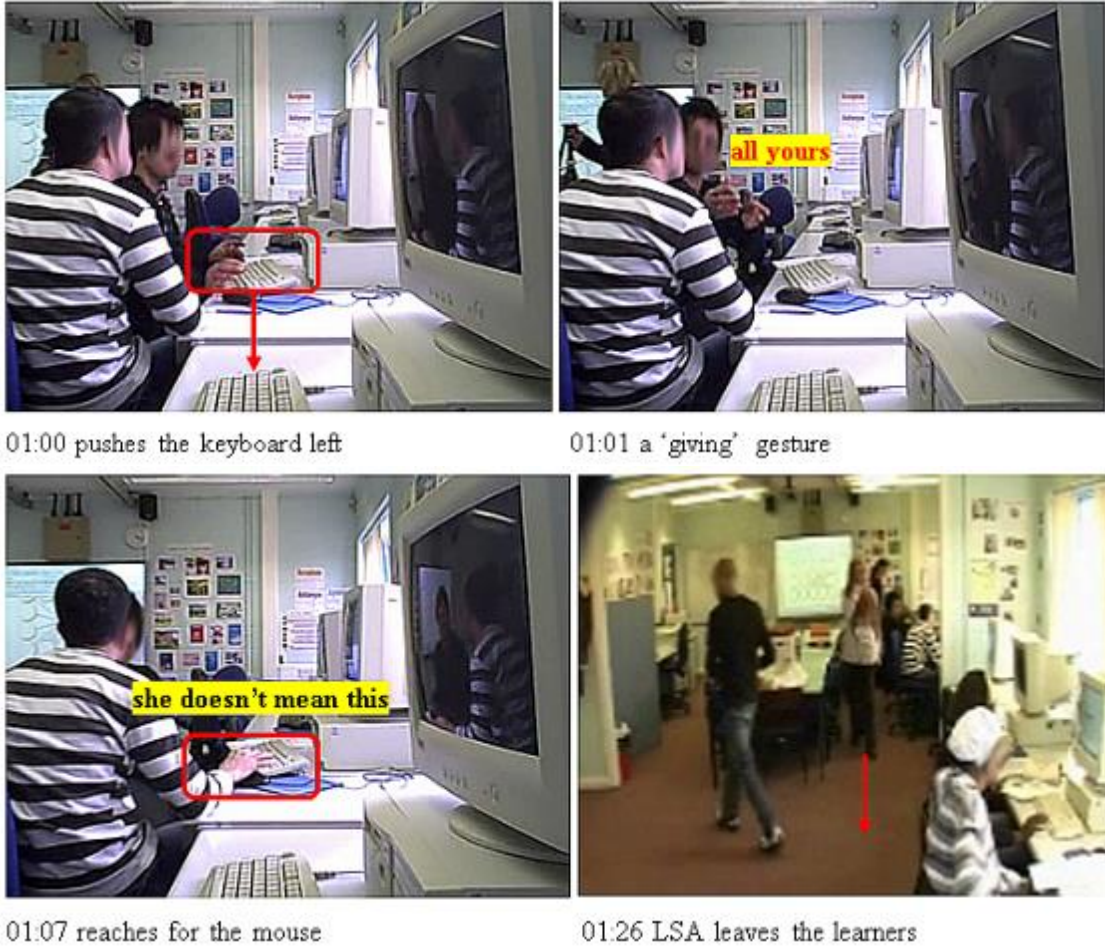 all yours
01:00 pushes the keyboard left
01:01 a ‘giving’ gesture
she doesn’t mean this
01:07 reaches for the mouse
01:26 LSA leaves the learners